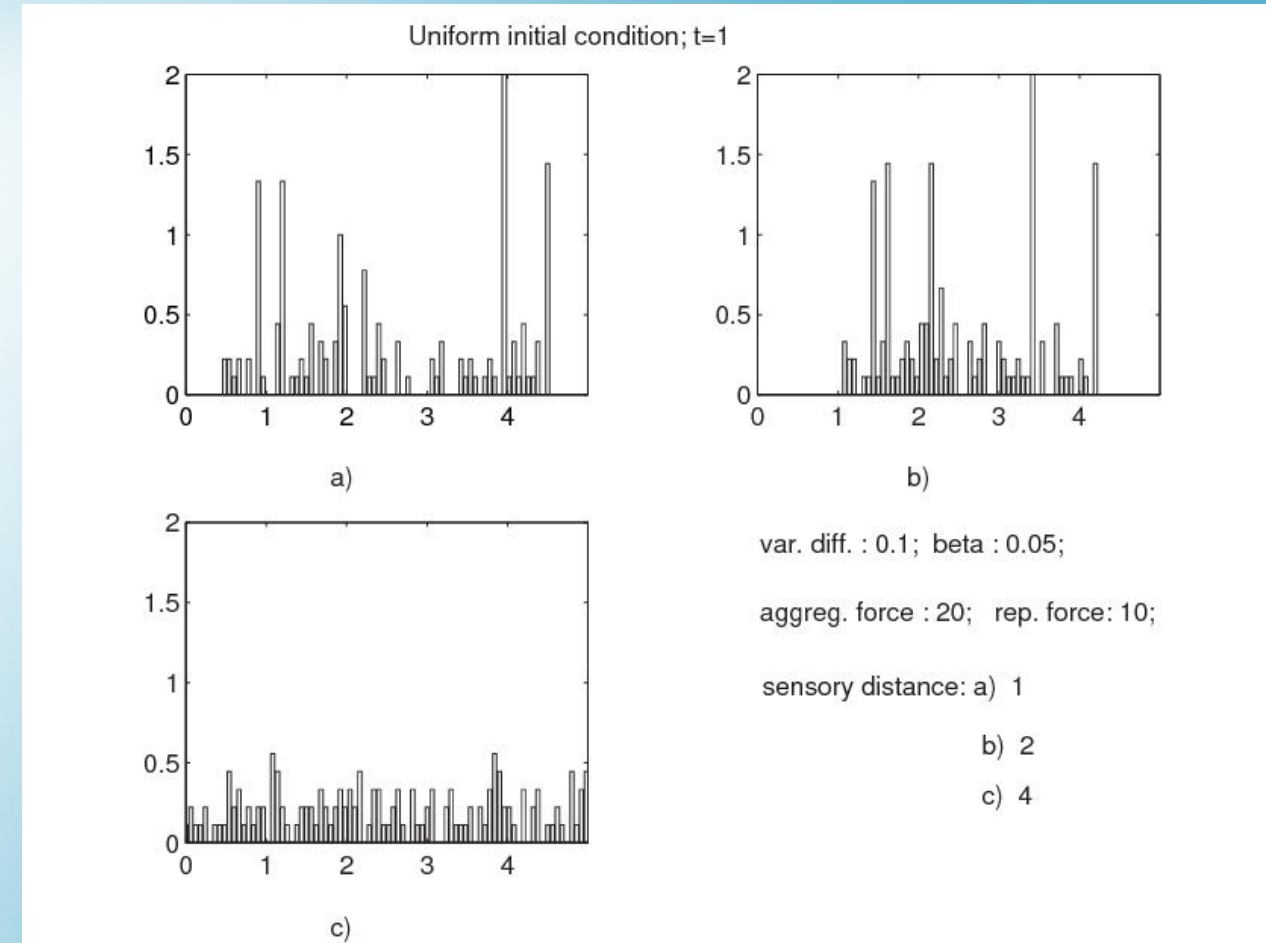 Uniform initial condition; t=1
2
1.5
1
0.5
0
0 1 2 3 4
a)
2
1.5
1
0.5
0
0 1 2 3 4
b)
2
1.5
1
0.5
0
0 1 2 3 4
c)
var. diff. : 0.1; beta : 0.05;
aggreg. force : 20; rep. force: 10;
sensory distance: a) 1
b) 2
c) 4